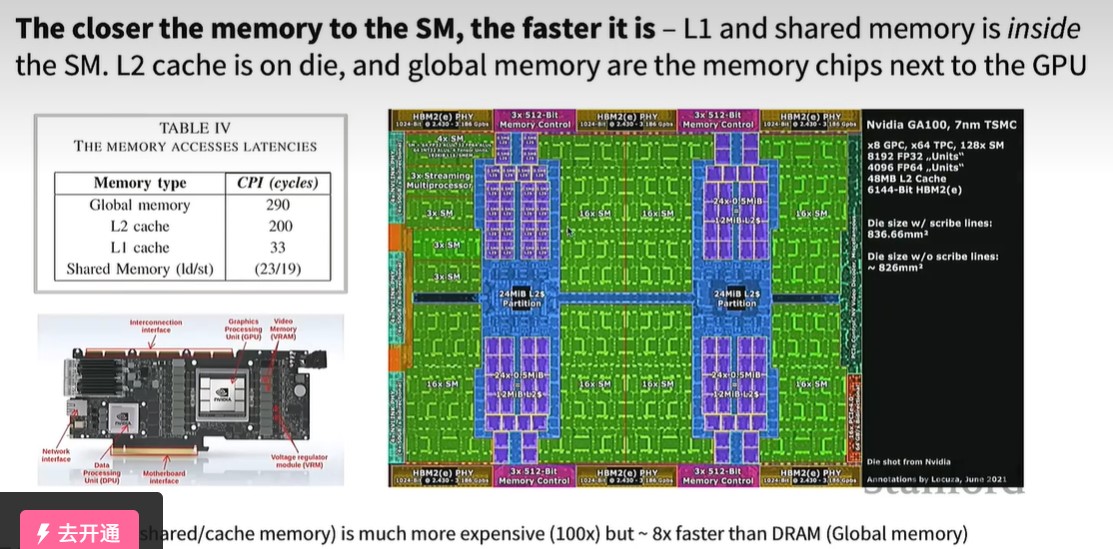 The closer the memory to the SM, the faster it is – L1 and shared memory is inside
the SM. L2 cache is on die, and global memory are the memory chips next to the GPU
TABLE IV
THE MEMORY ACCESSES LATENCIES
Memory type CPI (cycles)
Global memory 290
L2 cache 200
L1 cache 33
Shared Memory (ld/st) (23/19)
Interconnection
interface
Graphics
Processing
Unit (GPU)
Video
Memory
(VRAM)
Network
interface
Data
Processing
Unit (DPU)
Motherboard
interface
Voltage regulator
module (VRM)
HBM2(e) PHY
3x 512-Bit
Memory Control
HBM2(e) PHY
3x 512-Bit
Memory Control
HBM2(e) PHY
4x SM
3x Streaming
Multiprocessor
3x SM
3x SM
3x SM
16x SM
16x SM
16x SM
24x 0.5MiB
=
12MiB L2$
24MiB L2$
Partition
24MiB L2$
Partition
16x SM
24x 0.5MiB
=
12MiB L2$
16x SM
16x SM
24x 0.5MiB
=
12MiB L2$
16x SM
HBM2(e) PHY
3x 512-Bit
Memory Control
HBM2(e) PHY
3x 512-Bit
Memory Control
HBM2(e) PHY
Nvidia GA100, 7nm TSMC
x8 GPC, x64 TPC, 128x SM
8192 FP32 „Units“
4096 FP64 „Units“
48MB L2 Cache
6144-Bit HBM2(e)
Die size w/ scribe lines:
836.66mm²
Die size w/o scribe lines:
~ 826mm²
Die shot from Nvidia
Annotations by Locuza, June 2021
Stanford
去开通
shared/cache memory) is much more expensive (100x) but ~ 8x faster than DRAM (Global memory)